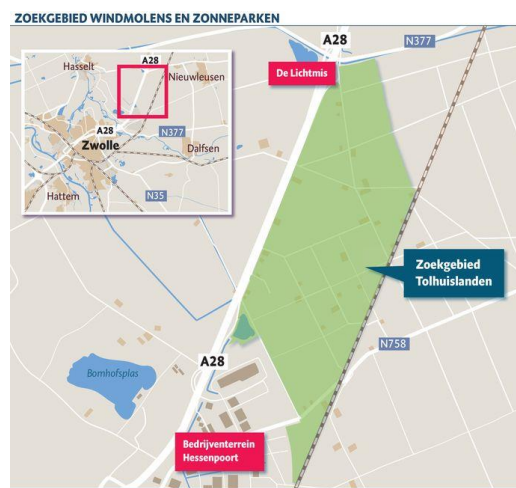 ZOEKGEBIED WINDMOLENS EN ZONNEPARKEN
A28
N377
De Lichtmis
A28
Hasselt
Nieuwleusen
A28
N377
Zwolle
Dalfsen
Hattem
N35
Zoekgebied
Tolhuislanden
N758
A28
Bomhofsplas
Bedrijventerrein
Hessenpoort